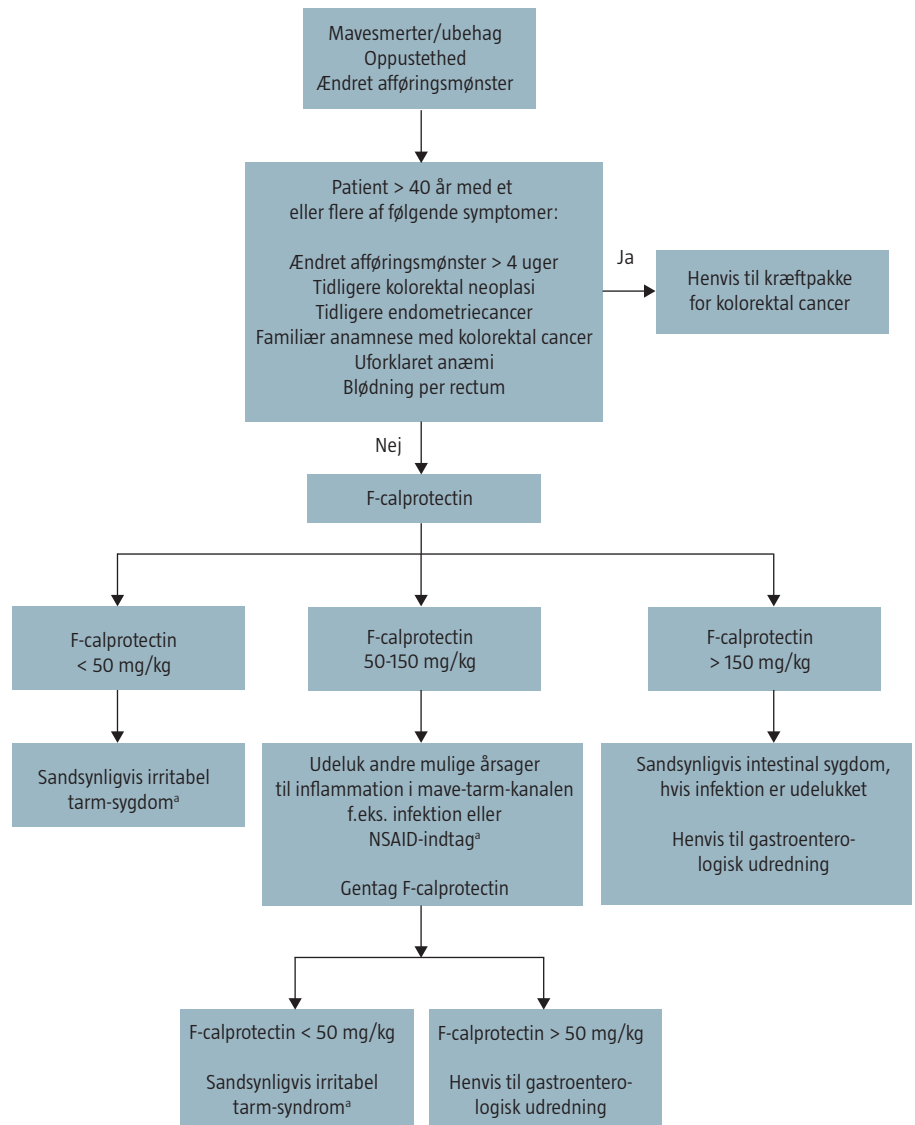 Mavesmerter/ubehag
Oppustethed
Ændret afføringsmønster
Patient > 40 år med et
eller flere af følgende symptomer:
Ændret afføringsmønster > 4 uger
Tidligere kolorektal neoplasi
Tidligere endometriecancer
Familiær anamnese med kolorektal cancer
Uforklaret anæmi
Blødning per rectum
Ja
Henvis til kræftpakke
for kolorektal cancer
Nej
F-calprotectin
F-calprotectin
< 50 mg/kg
F-calprotectin
50-150 mg/kg
F-calprotectin
> 150 mg/kg
Sandsynligvis irritabel
tarm-sygdomᵃ
Udeluk andre mulige årsager
til inflammation i mave-tarm-kanalen
f.eks. infektion eller
NSAID-indtagᵃ
Gentag F-calprotectin
Sandsynligvis intestinal sygdom,
hvis infektion er udelukket
Henvis til gastroentero-
logisk udredning
F-calprotectin < 50 mg/kg
Sandsynligvis irritabel
tarm-syndromᵃ
F-calprotectin > 50 mg/kg
Henvis til gastroentero-
logisk udredning